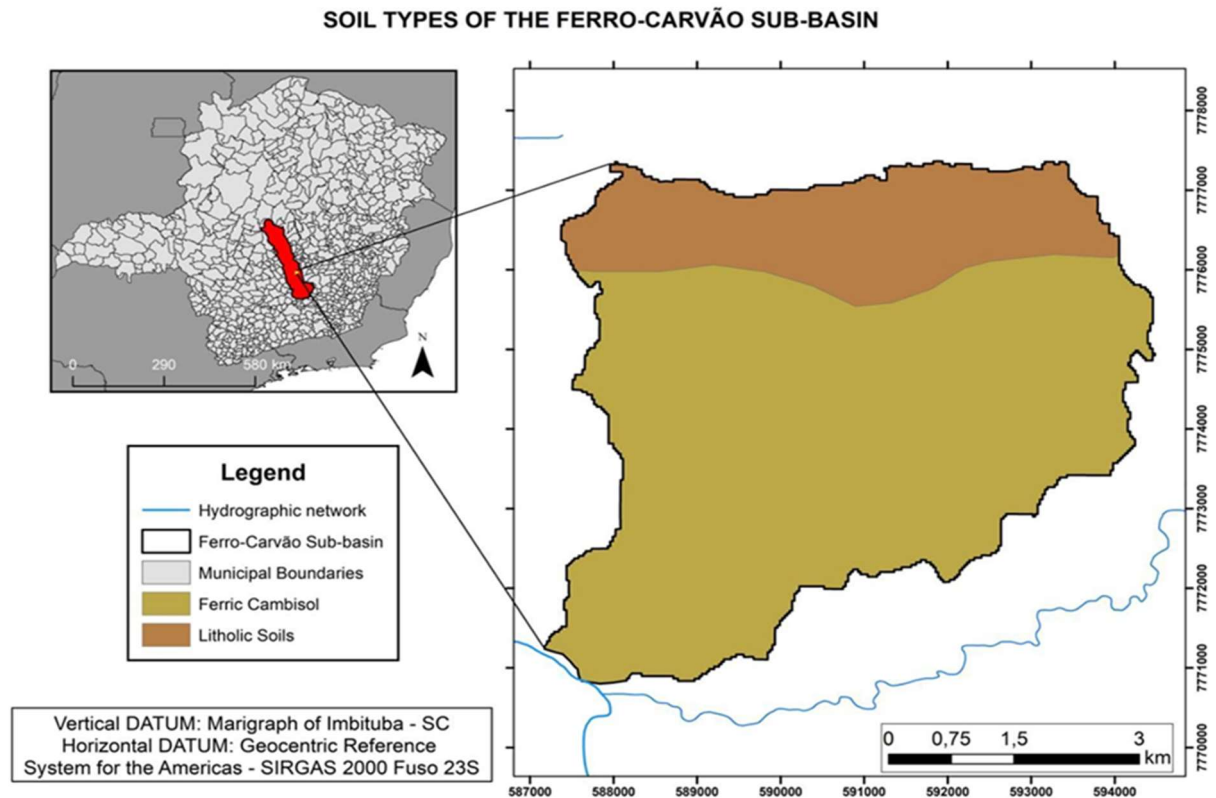 SOIL TYPES OF THE FERRO-CARVÃO SUB-BASIN
0 290 580 km
N
Legend
Hydrographic network
Ferro-Carvão Sub-basin
Municipal Boundaries
Ferric Cambisol
Litholic Soils
Vertical DATUM: Marigraph of Imbituba - SC
Horizontal DATUM: Geocentric Reference
System for the Americas - SIRGAS 2000 Fuso 23S
7778000
7777000
7776000
7775000
7774000
7773000
7772000
7771000
7770000
0 0,75 1,5 3
km
587000 588000 589000 590000 591000 592000 593000 594000